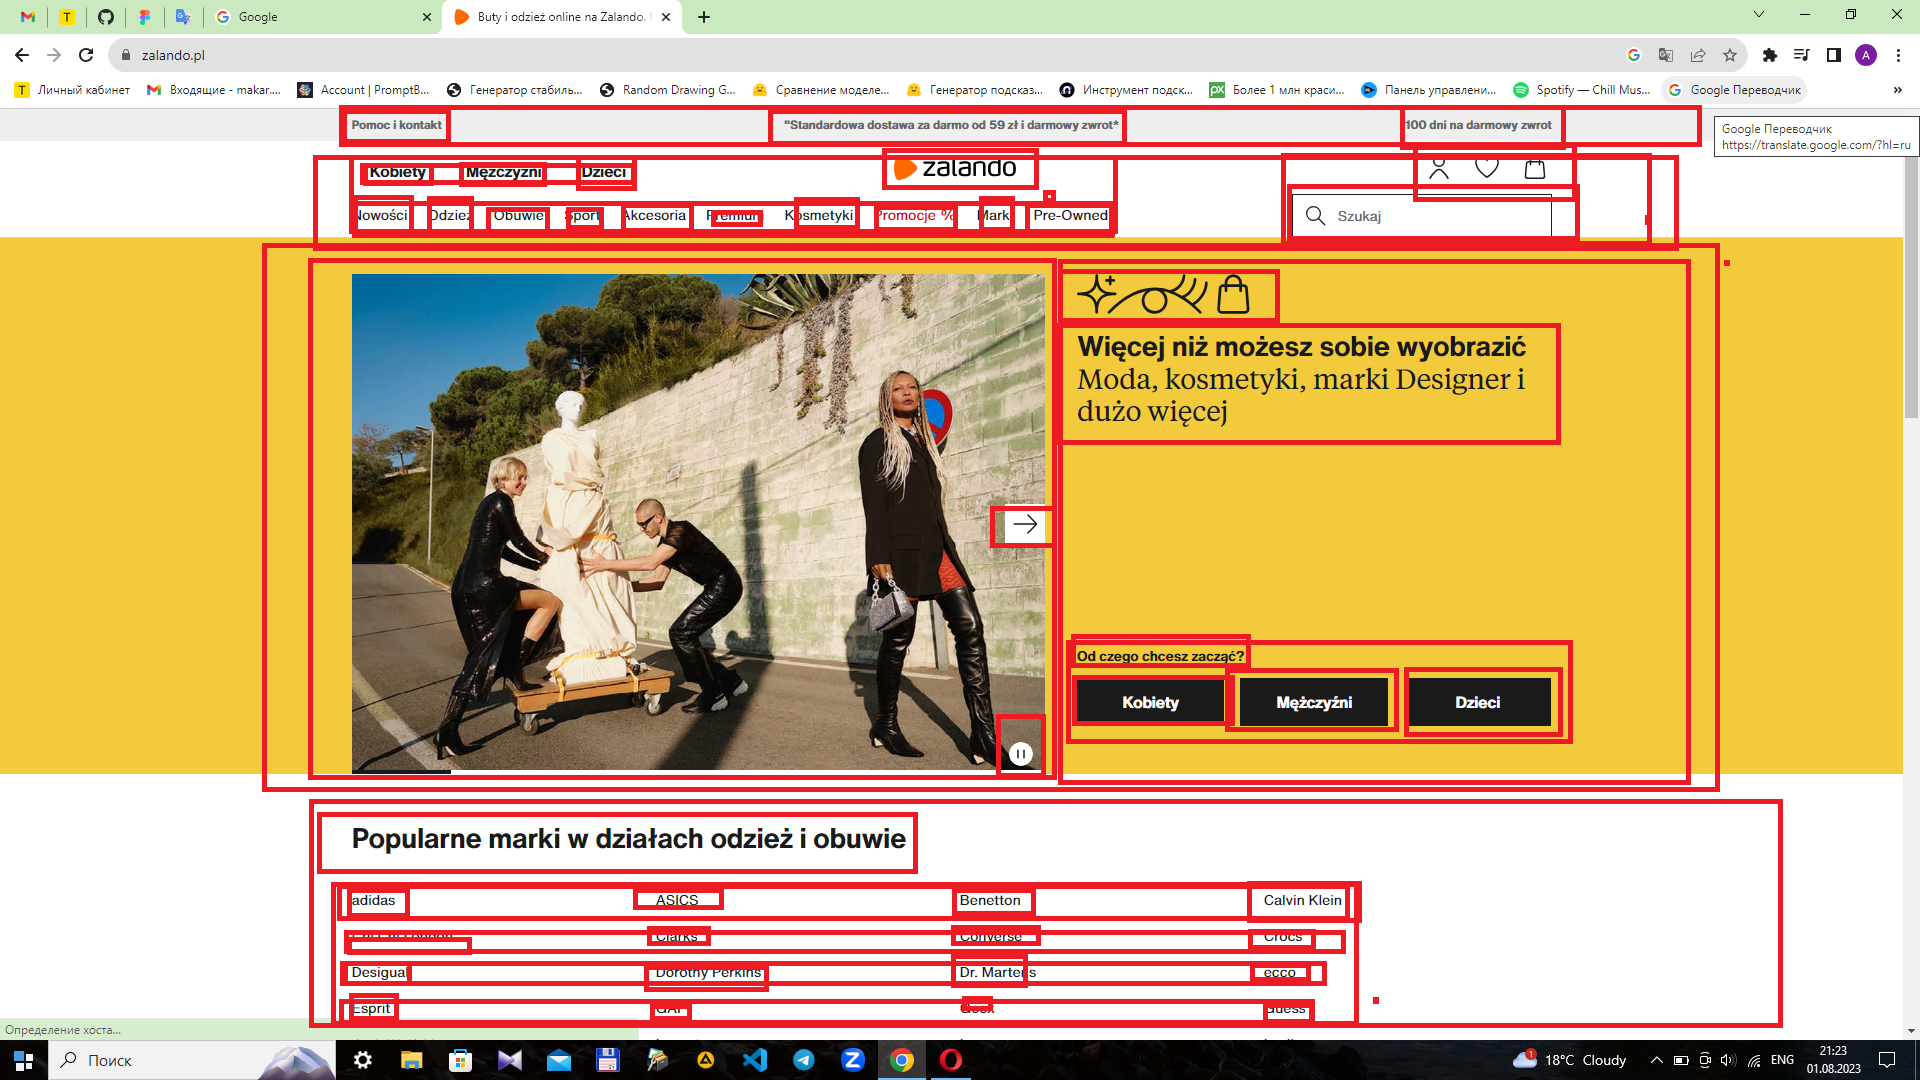 Google
Buty i odzież online na Zalando.
zalando.pl
T Личный кабинет
Входящие - makar....
Account | PromptB...
Генератор стабиль...
Random Drawing G...
Сравнение моделе...
Генератор подсказ...
Инструмент подск...
Более 1 млн краси...
Панель управлени...
Spotify — Chill Mus...
Google Переводчик
»
Google Переводчик
https://translate.google.com/?hl=ru
Pomoc i kontakt
"Standardowa dostawa za darmo od 59 zł i darmowy zwrot*
100 dni na darmowy zwrot
Kobiety
Mężczyźni
Dzieci
zalando
Nowości
Odzież
Obuwie
Sport
Akcesoria
Premium
Kosmetyki
Promocje %
Marki
Pre-Owned
Szukaj
Więcej niż możesz sobie wyobrazić
Moda, kosmetyki, marki Designer i
dużo więcej
Od czego chcesz zacząć?
Kobiety
Mężczyźni
Dzieci
Popularne marki w działach odzież i obuwie
adidas
ASICS
Benetton
Calvin Klein
Clarks
Converse
Crocs
Desigual
Dorothy Perkins
Dr. Martens
ecco
Esprit
GAP
Geox
Guess
Определение хоста...
Поиск
1
18°C Cloudy
ENG
21:23
01.08.2023